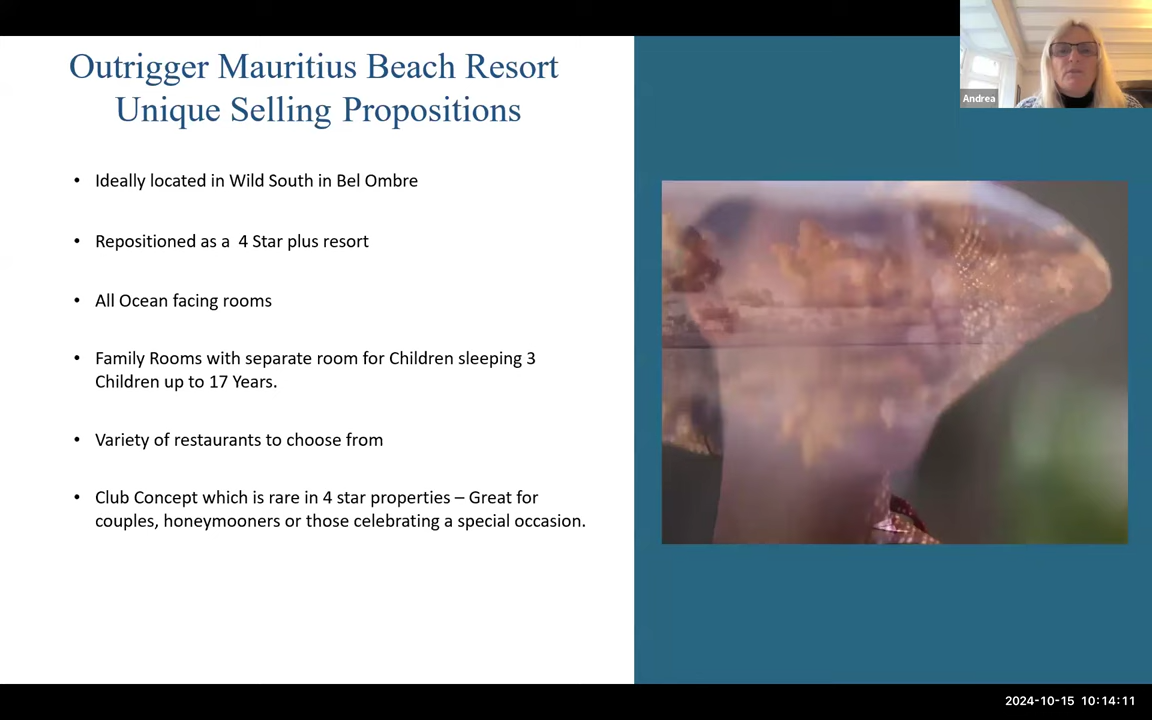 Outrigger Mauritius Beach Resort
Unique Selling Propositions
• Ideally located in Wild South in Bel Ombre
• Repositioned as a  4 Star plus resort
• All Ocean facing rooms
• Family Rooms with separate room for Children sleeping 3
Children up to 17 Years.
• Variety of restaurants to choose from
• Club Concept which is rare in 4 star properties – Great for
couples, honeymooners or those celebrating a special occasion.
Andrea
2024-10-15 10:14:11